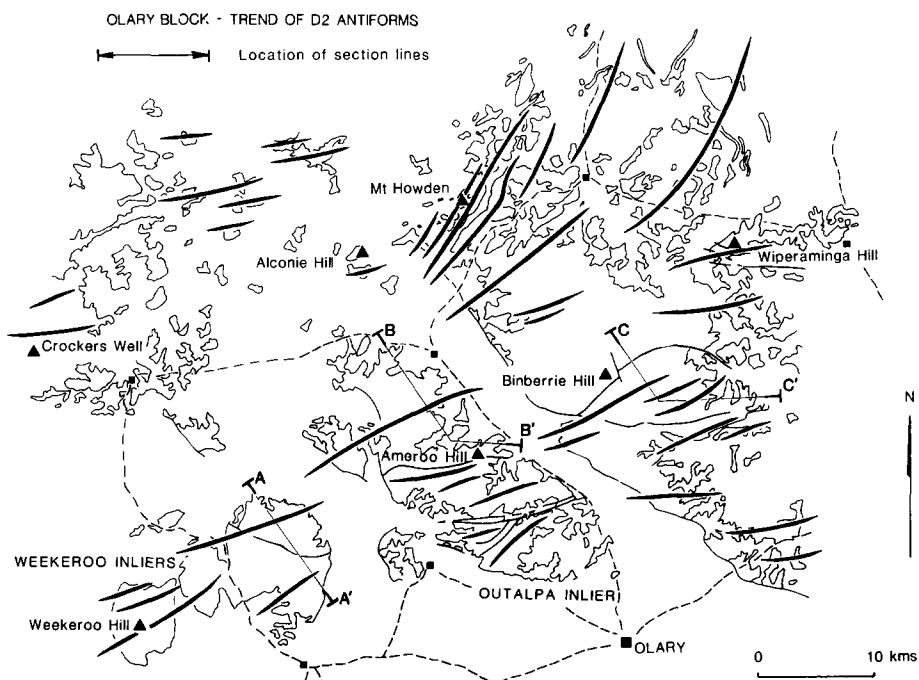 OLARY BLOCK - TREND OF D2 ANTIFORMS
Location of section lines
Mt Howden
Alconie Hill
Wiperaminga Hill
Crockers Well
B
C
Binberrie Hill
C'
N
B'
Ameroo Hill
A
WEEKEROO INLIERS
A'
OUTALPA INLIER
Weekeroo Hill
OLARY
0 10 kms